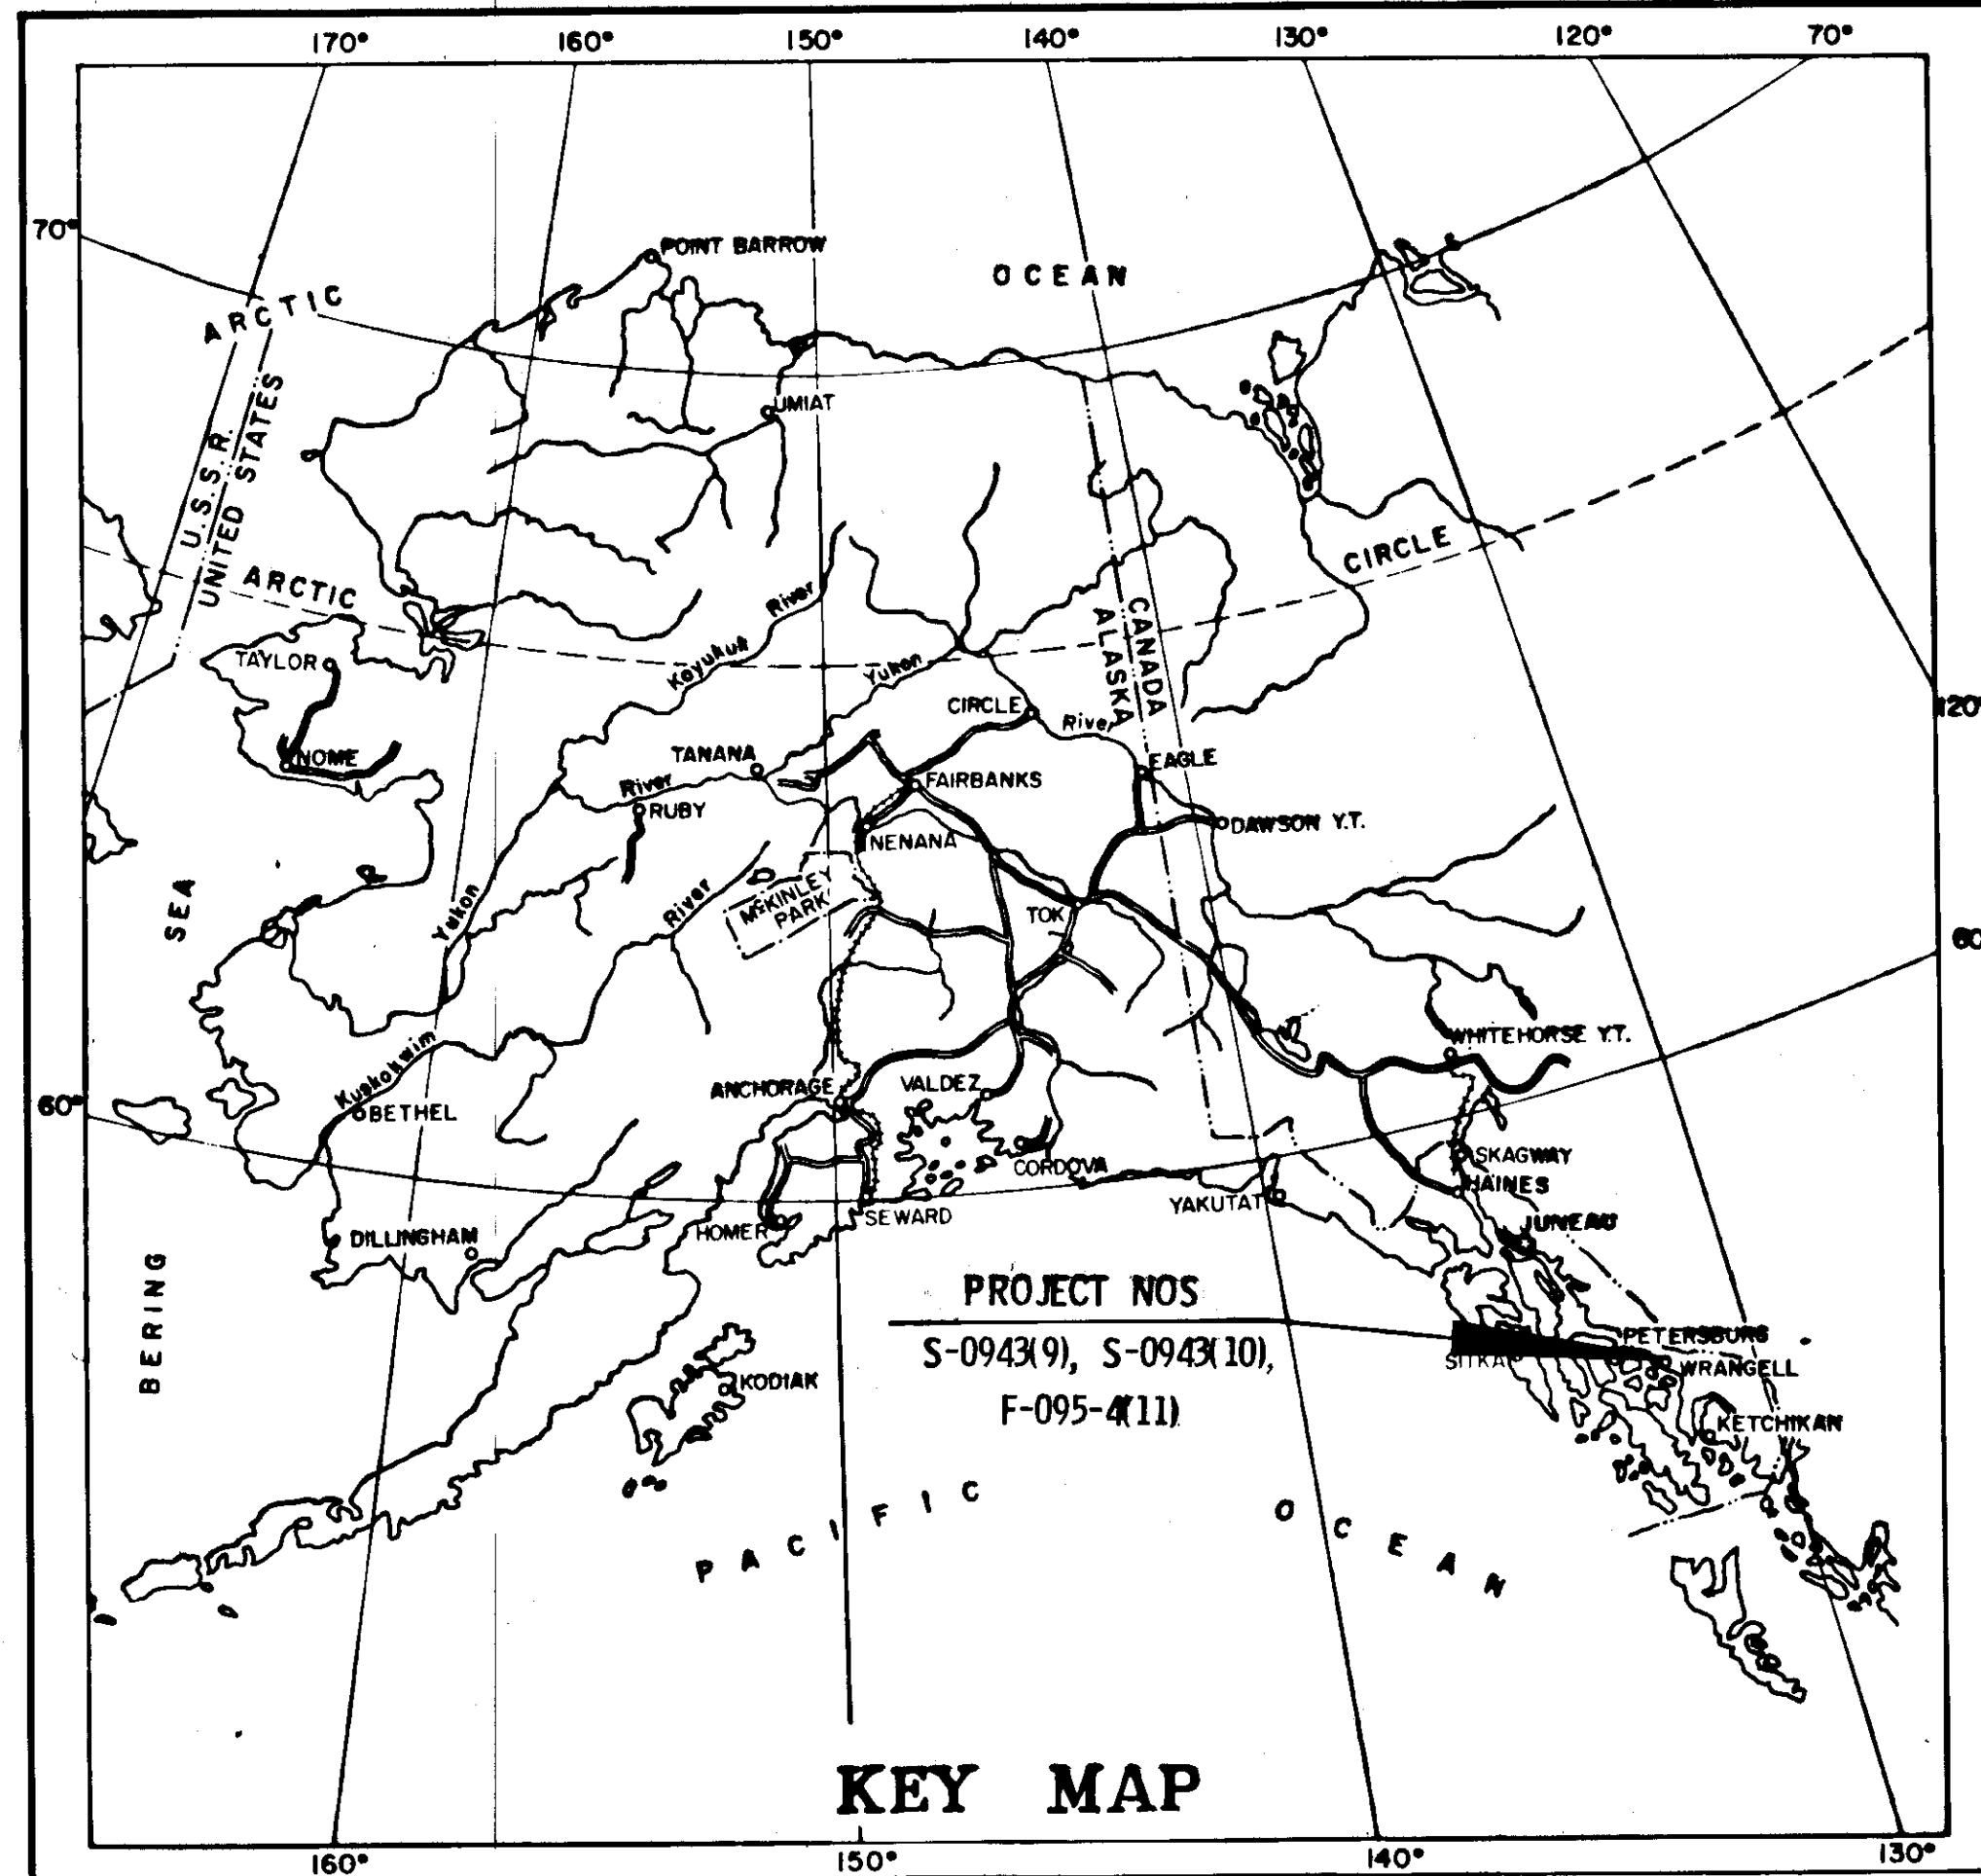 170° 160° 150° 140° 130° 120° 70°
70°
POINT BARROW
OCEAN
ARCTIC
UMIAT
U.S.S.R.
UNITED STATES
ARCTIC
CIRCLE
River
Koyukuk
Yukon
CANADA
ALASKA
TAYLOR
CIRCLE
River
120°
NOME
TANANA
EAGLE
River
FAIRBANKS
RUBY
DAWSON Y.T.
NENANA
SEA
Yukon
River
McKINLEY
PARK
TOK
60°
WHITEHORSE Y.T.
Kuskokwim
ANCHORAGE
VALDEZ
60°
BETHEL
CORDOVA
SKAGWAY
HAINES
YAKUTAT
SEWARD
HOMER
JUNEAU
DILLINGHAM
BERING
PROJECT NOS
S-0943(9), S-0943(10),
F-095-4(11)
PETERSBURG
SITKA
WRANGELL
KODIAK
KETCHIKAN
PACIFIC
OCEAN
KEY MAP
160° 150° 140° 130°